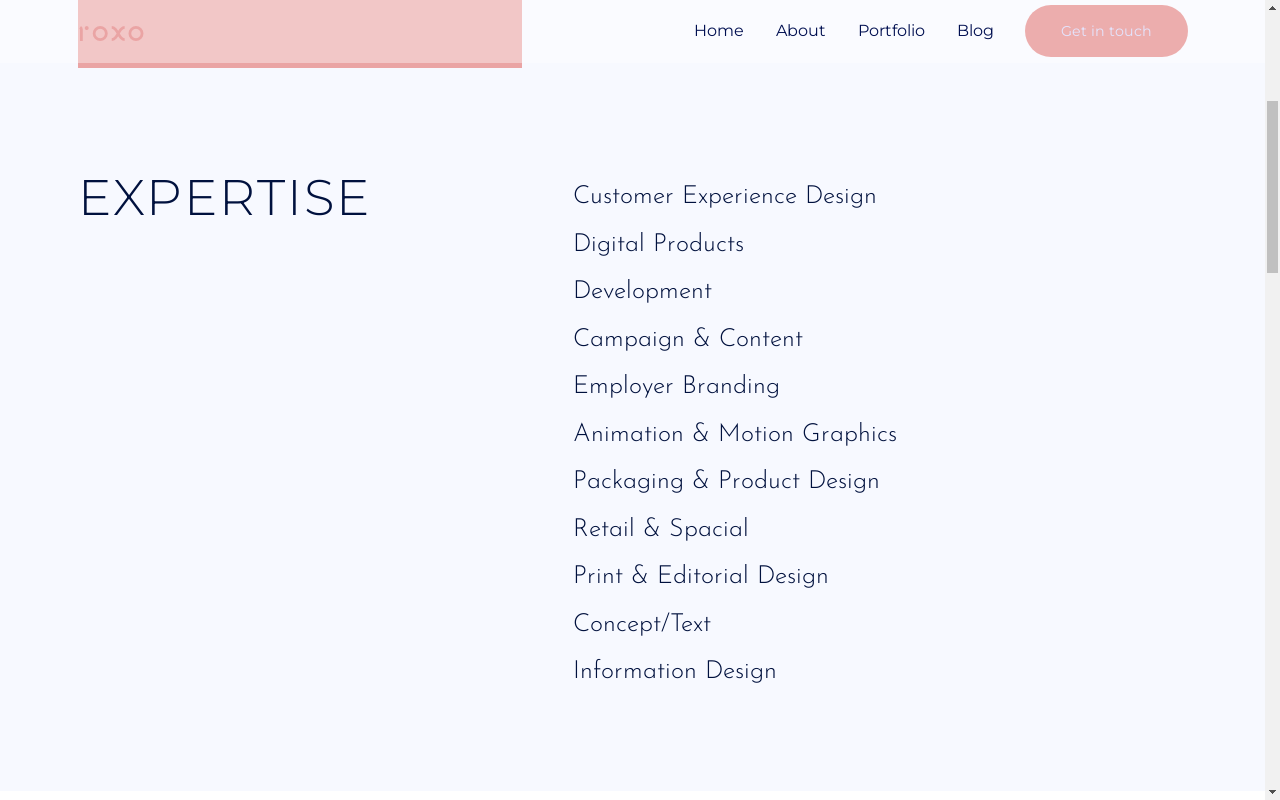 roxo
Home
About
Portfolio
Blog
Get in touch
EXPERTISE
Customer Experience Design
Digital Products
Development
Campaign & Content
Employer Branding
Animation & Motion Graphics
Packaging & Product Design
Retail & Spacial
Print & Editorial Design
Concept/Text
Information Design